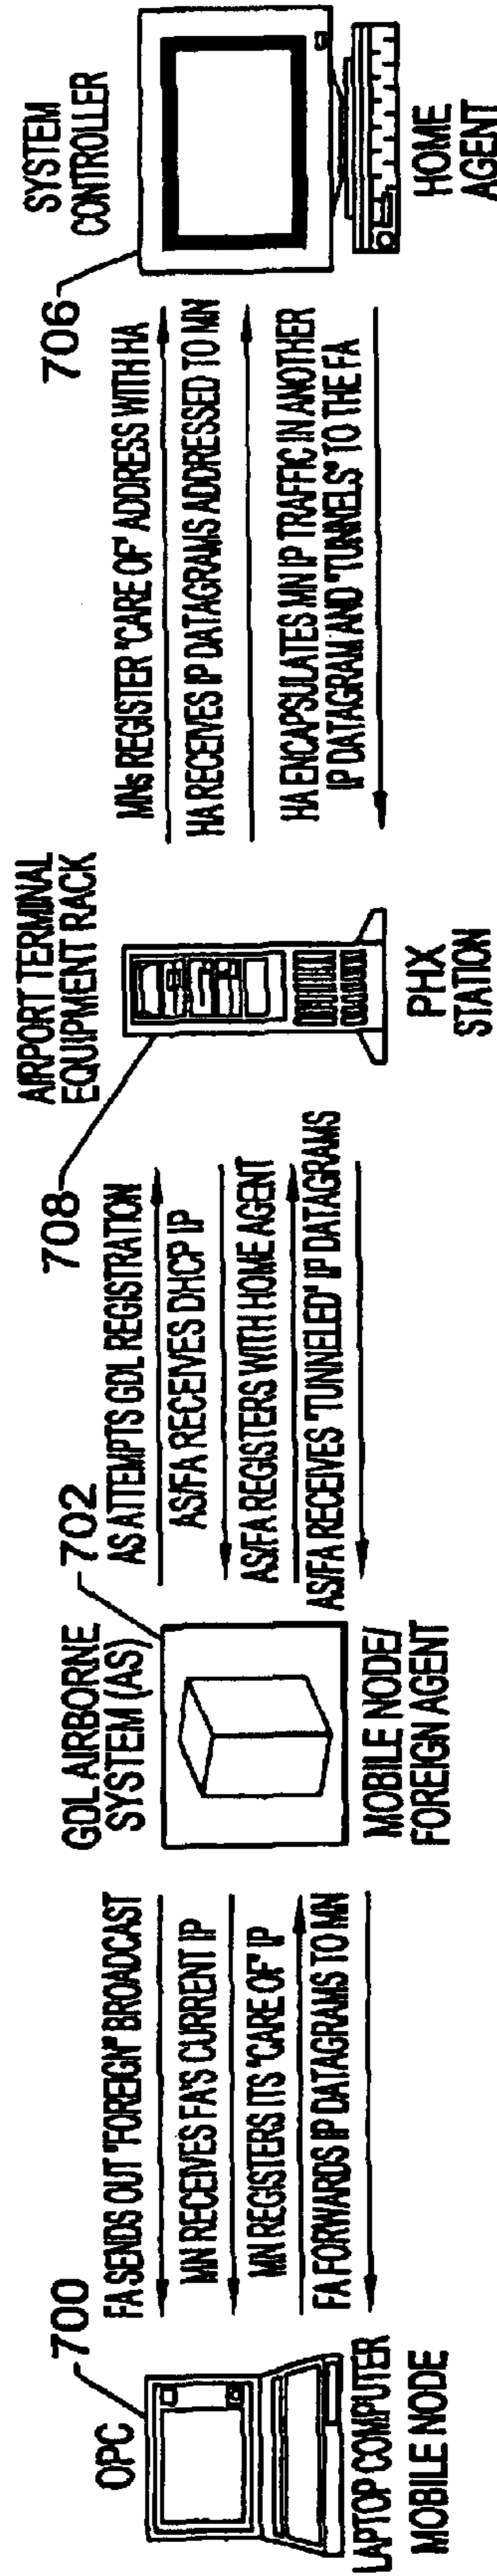 OPC
700
LAPTOP COMPUTER
MOBILE NODE
FA SENDS OUT "FOREIGN" BROADCAST
MN RECEIVES FA'S CURRENT IP
MN REGISTERS ITS "CARE OF" IP
FA FORWARDS IP DATAGRAMS TO MN
GDL AIRBORNE
SYSTEM (AS)
702
MOBILE NODE/
FOREIGN AGENT
AS ATTEMPTS GDL REGISTRATION
AS/FA RECEIVES DHCP IP
AS/FA REGISTERS WITH HOME AGENT
AS/FA RECEIVES "TUNNELED" IP DATAGRAMS
AIRPORT TERMINAL
EQUIPMENT RACK
708
PHX
STATION
MNs REGISTER "CARE OF" ADDRESS WITH HA
HA RECEIVES IP DATAGRAMS ADDRESSED TO MN
HA ENCAPSULATES MN IP TRAFFIC IN ANOTHER
IP DATAGRAM AND "TUNNELS" TO THE FA
SYSTEM
CONTROLLER
706
HOME
AGENT